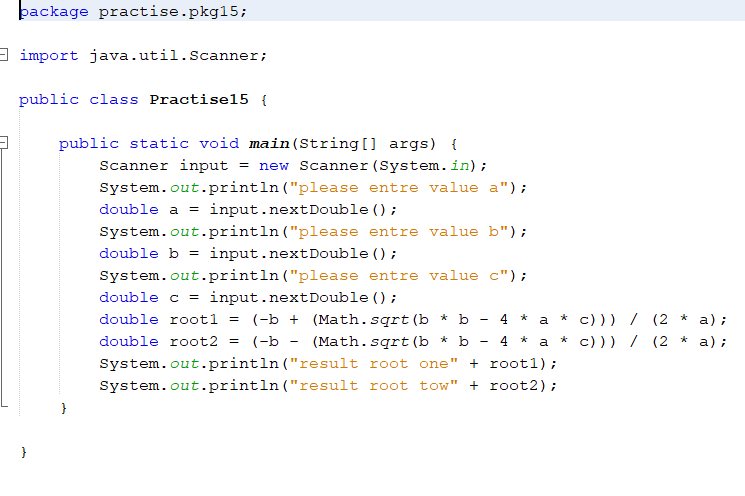 package practise.pkg15;
import java.util.Scanner;
public class Practise15 {
public static void main(String[] args) {
Scanner input = new Scanner(System.in);
System.out.println("please entre value a");
double a = input.nextDouble();
System.out.println("please entre value b");
double b = input.nextDouble();
System.out.println("please entre value c");
double c = input.nextDouble();
double root1 = (-b + (Math.sqrt(b * b - 4 * a * c))) / (2 * a);
double root2 = (-b - (Math.sqrt(b * b - 4 * a * c))) / (2 * a);
System.out.println("result root one" + root1);
System.out.println("result root tow" + root2);
}
}